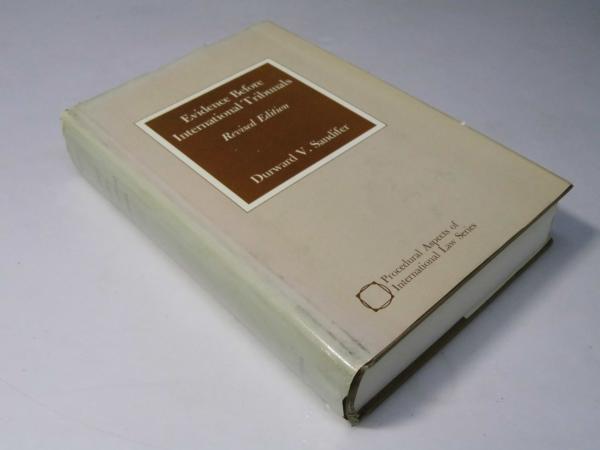 Evidence Before
International Tribunals
Revised Edition
Durward V. Sandifer
Procedural Aspects of
International Law Series